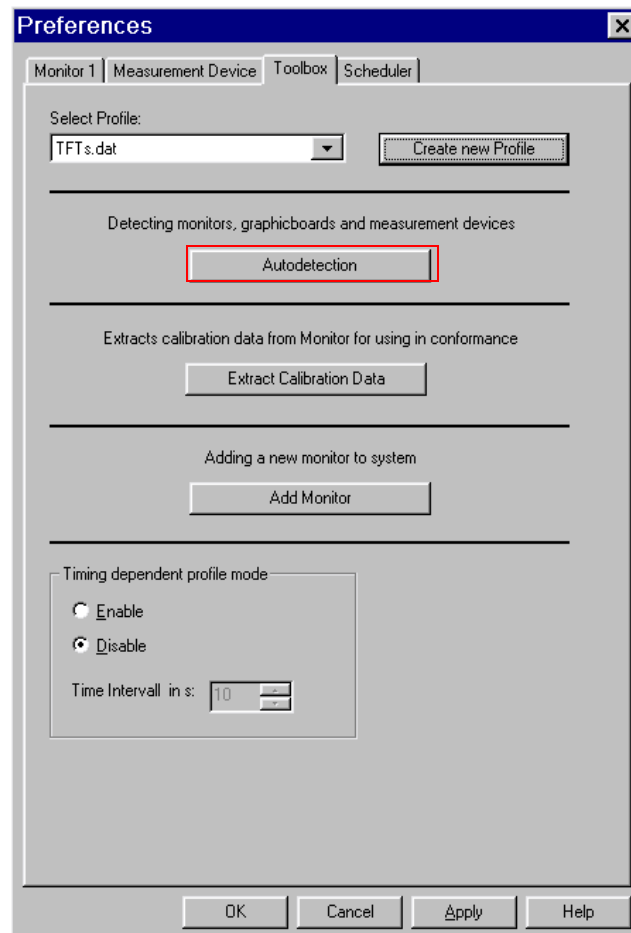 Preferences
Monitor 1 Measurement Device Toolbox Scheduler
Select Profile:
TFTs.dat Create new Profile
Detecting monitors, graphicboards and measurement devices
Autodetection
Extracts calibration data from Monitor for using in conformance
Extract Calibration Data
Adding a new monitor to system
Add Monitor
Timing dependent profile mode
Enable
Disable
Time Intervall in s: 10
OK Cancel Apply Help